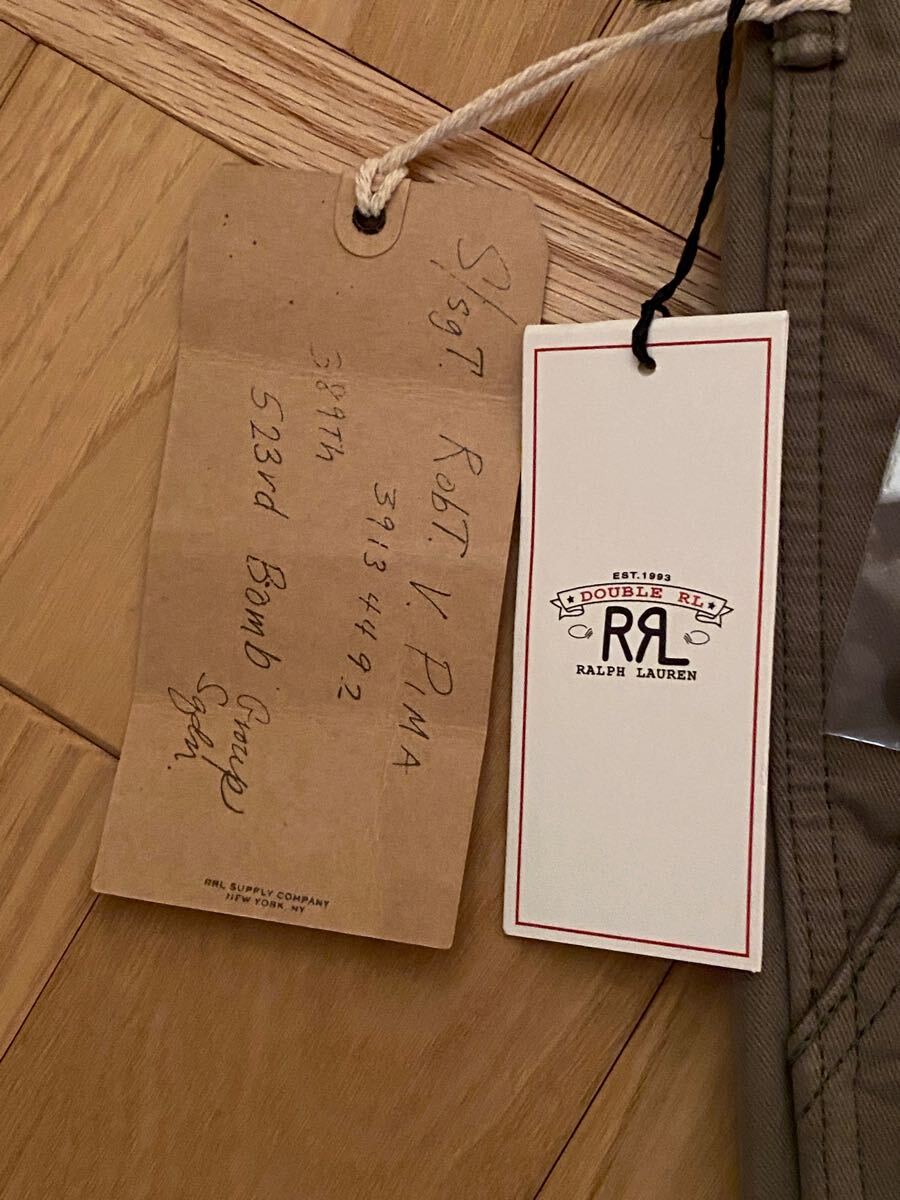 S/Sgt. Robt. V. PIMA
39134492
389Th
523rd Bomb Group
Sqdn.
RRL SUPPLY COMPANY
NEW YORK, NY
EST. 1993
DOUBLE RL
RRL
RALPH LAUREN